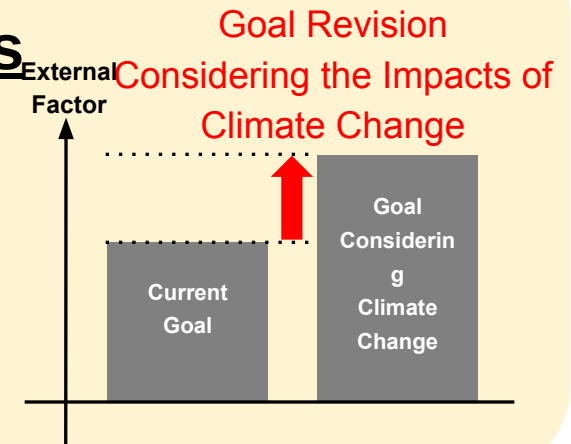 s
Goal Revision
Considering the Impacts of
Climate Change
External
Factor
Current
Goal
Goal
Considerin
g
Climate
Change